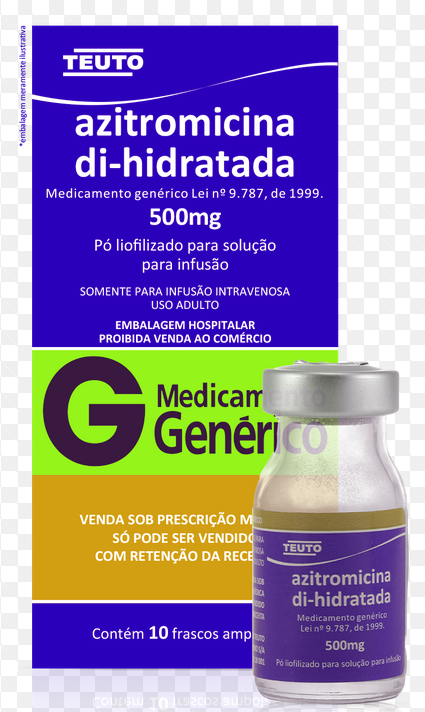 *embalagem meramente ilustrativa
TEUTO
azitromicina
di-hidratada
Medicamento genérico Lei nº 9.787, de 1999.
500mg
Pó liofilizado para solução
para infusão
SOMENTE PARA INFUSÃO INTRAVENOSA
USO ADULTO
EMBALAGEM HOSPITALAR
PROIBIDA VENDA AO COMÉRCIO
G
Medicamento
Genérico
VENDA SOB PRESCRIÇÃO M
SÓ PODE SER VENDIDO
COM RETENÇÃO DA RECE
Contém 10 frascos amp
TEUTO
azitromicina
di-hidratada
Medicamento genérico
Lei nº 9.787, de 1999.
500mg
Pó liofilizado para solução para infusão